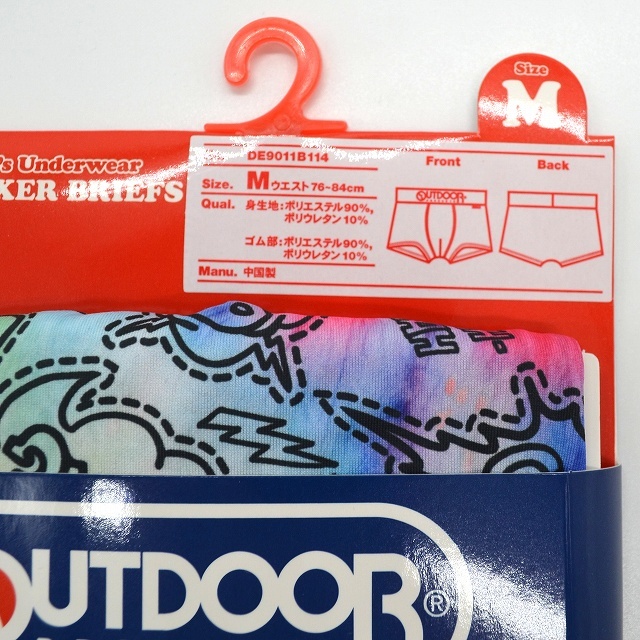 Size
M
's Underwear
XER BRIEFS
DE9011B114
Front
Back
Size. Mウエスト76~84cm
Qual. 身生地:ポリエステル90%,
ポリウレタン10%
ゴム部:ポリエステル90%,
ポリウレタン10%
Manu. 中国製
OUTDOOR
OUTDOOR®